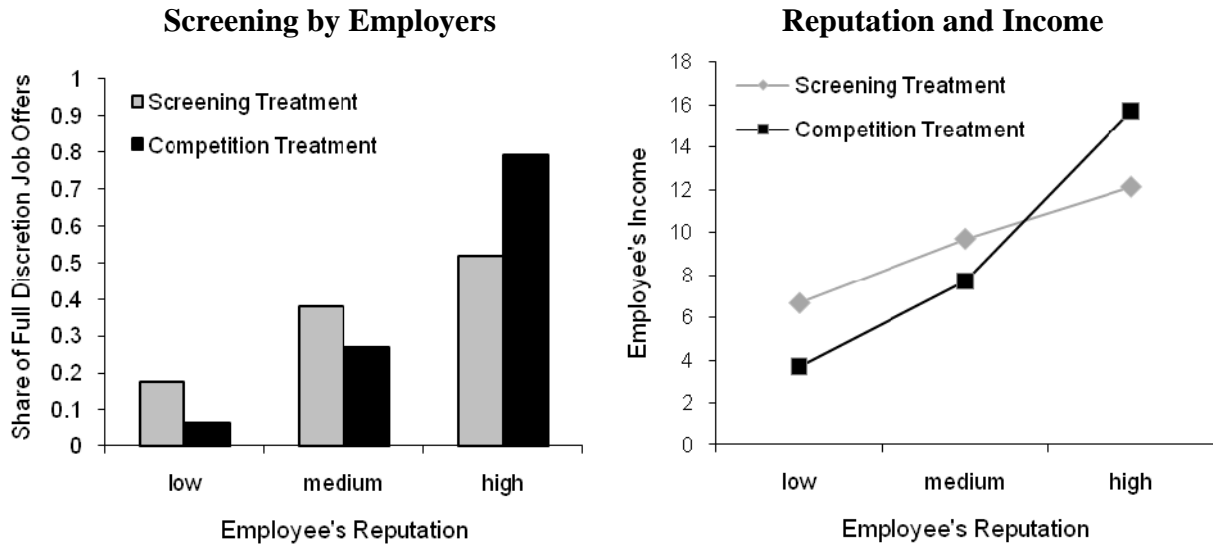 Screening by Employers
Share of Full Discretion Job Offers
1
0.9
0.8
0.7
0.6
0.5
0.4
0.3
0.2
0.1
0
Screening Treatment
Competition Treatment
low medium high
Employee's Reputation
Reputation and Income
Employee's Income
18
16
14
12
10
8
6
4
2
0
Screening Treatment
Competition Treatment
low medium high
Employee's Reputation